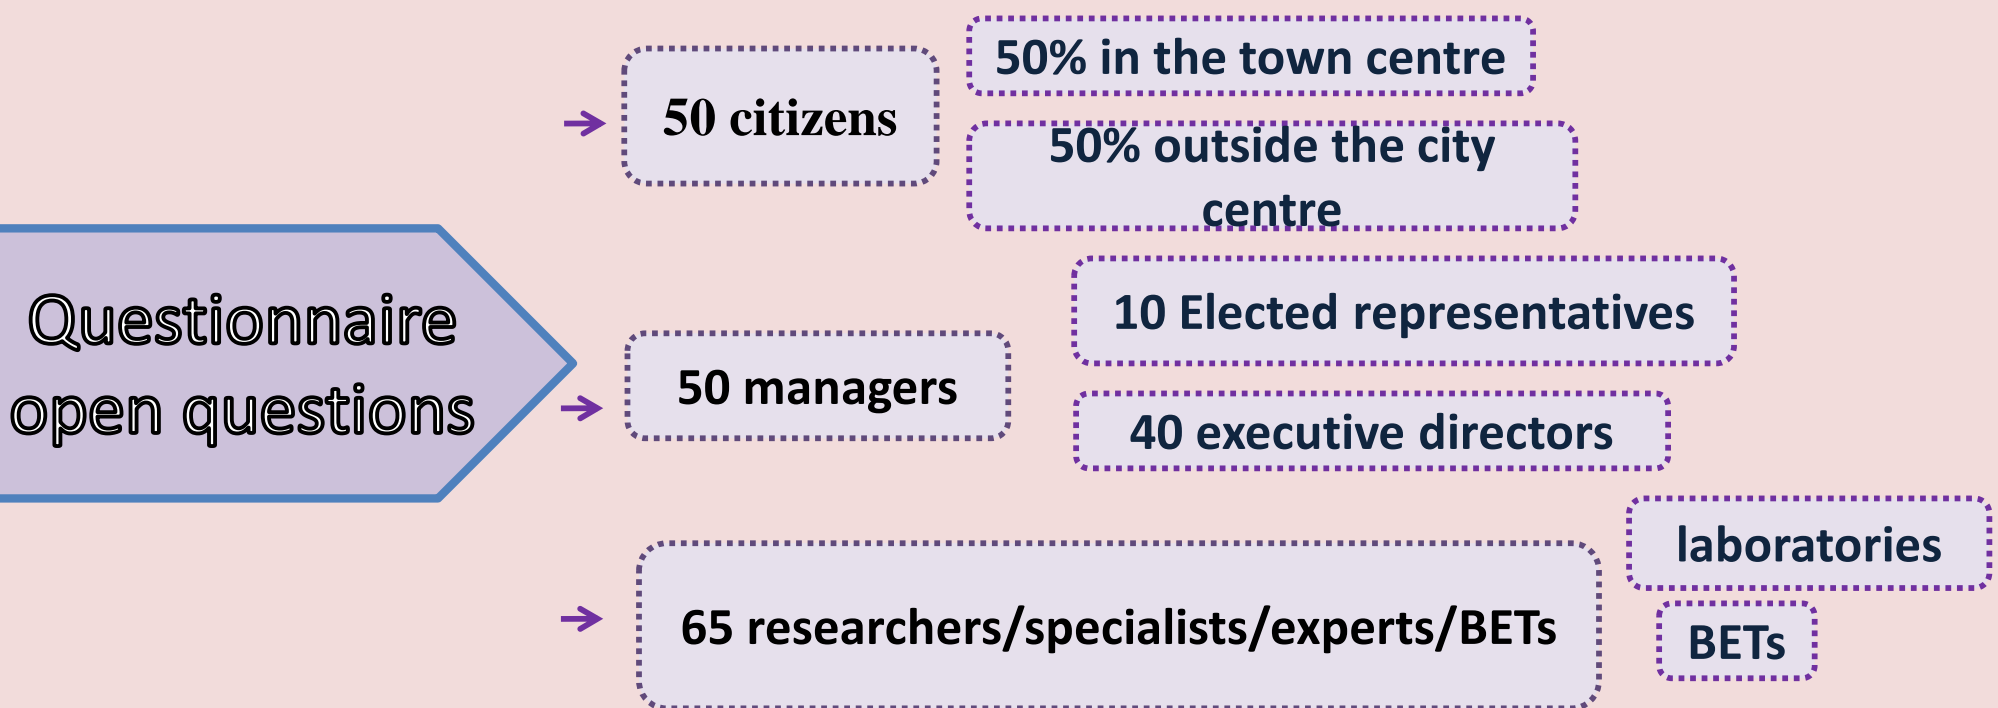 Questionnaire
open questions
50 citizens
50% in the town centre
50% outside the city
centre
50 managers
10 Elected representatives
40 executive directors
65 researchers/specialists/experts/BETs
laboratories
BETs